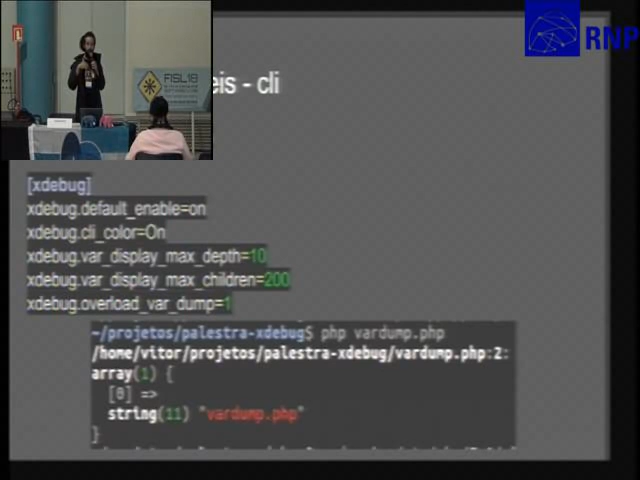 RNP
FISL18
eis - cli
[xdebug]
xdebug.default_enable=on
xdebug.cli_color=On
xdebug.var_display_max_depth=10
xdebug.var_display_max_children=200
xdebug.overload_var_dump=1
~/projetos/palestra-xdebug$ php vardump.php
/home/vitor/projetos/palestra-xdebug/vardump.php:2:
array(1) {
[0] =>
string(11) "vardump.php"
}